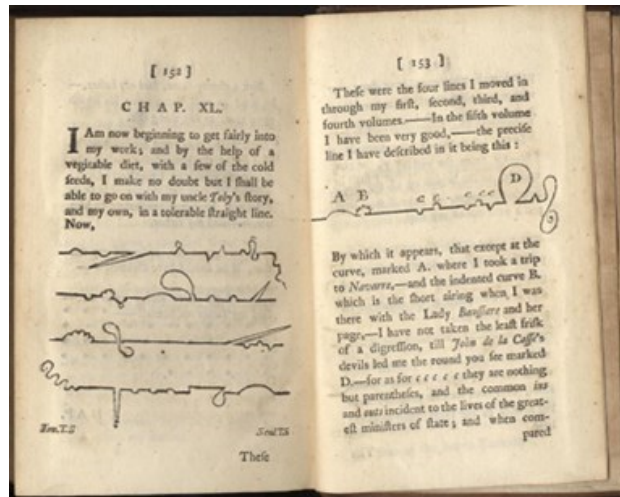 [ 152 ]
CHAP. XL.
I Am now beginning to get fairly into
my work; and by the help of a
vegitable diet, with a few of the cold
ſeeds, I make no doubt but I ſhall be
able to go on with my uncle Toby's ſtory,
and my own, in a tolerable ſtraight line.
Now,
Inv.T.S
Scul.T.S
Theſe
[ 153 ]
Theſe were the four lines I moved in
through my firſt, ſecond, third, and
fourth volumes.——In the fifth volume
I have been very good,——the preciſe
line I have deſcribed in it being this :
A B c c c c c D
By which it appears, that except at the
curve, marked A. where I took a trip
to Navarre,—and the indented curve B.
which is the ſhort airing when I was
there with the Lady Bauſſiere and her
page,—I have not taken the leaſt friſk
of a digreſſion, till John de la Caſſe's
devils led me the round you ſee marked
D.—for as for c c c c c they are nothing
but parentheſes, and the common ins
and outs incident to the lives of the great-
eſt miniſters of ſtate; and when com-
pared